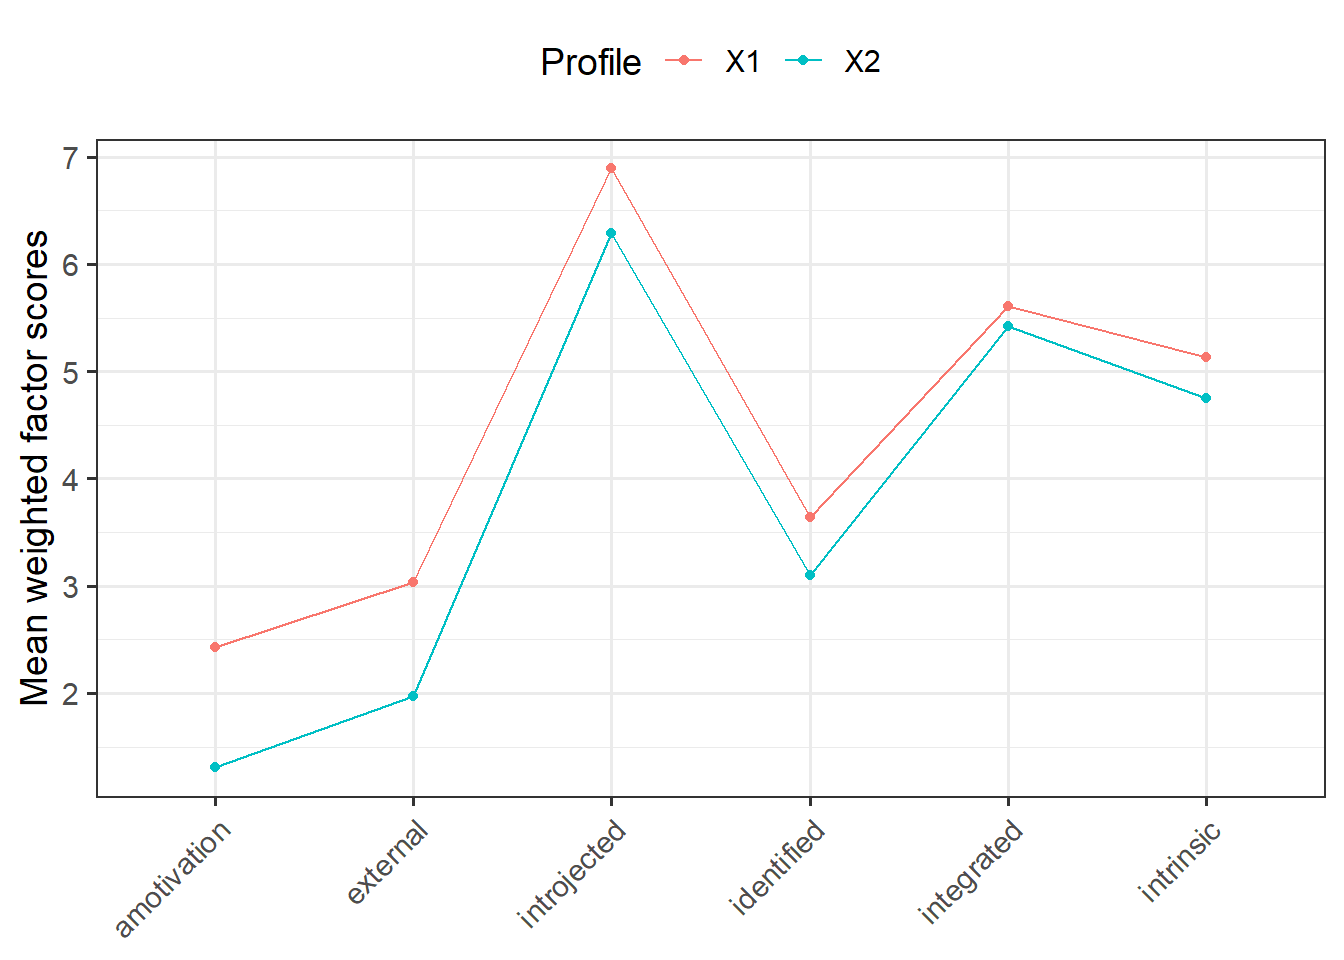 Profile X1 X2
Mean weighted factor scores
7
6
5
4
3
2
amotivation external introjected identified integrated intrinsic